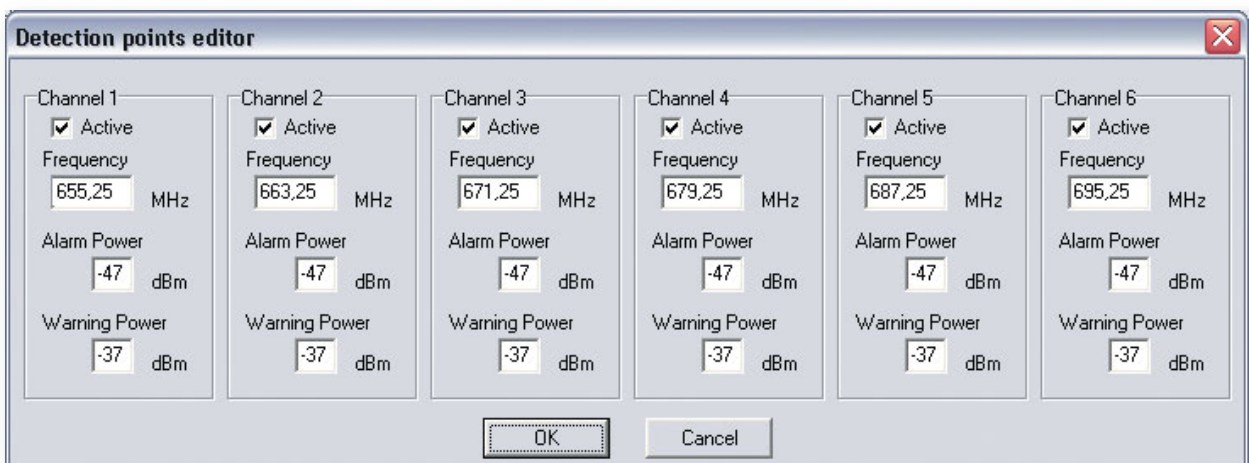 Detection points editor
Channel 1 Channel 2 Channel 3 Channel 4 Channel 5 Channel 6
Active Active Active Active Active Active
Frequency Frequency Frequency Frequency Frequency Frequency
655,25 MHz 663,25 MHz 671,25 MHz 679,25 MHz 687,25 MHz 695,25 MHz
Alarm Power Alarm Power Alarm Power Alarm Power Alarm Power Alarm Power
-47 dBm -47 dBm -47 dBm -47 dBm -47 dBm -47 dBm
Warning Power Warning Power Warning Power Warning Power Warning Power Warning Power
-37 dBm -37 dBm -37 dBm -37 dBm -37 dBm -37 dBm
OK Cancel